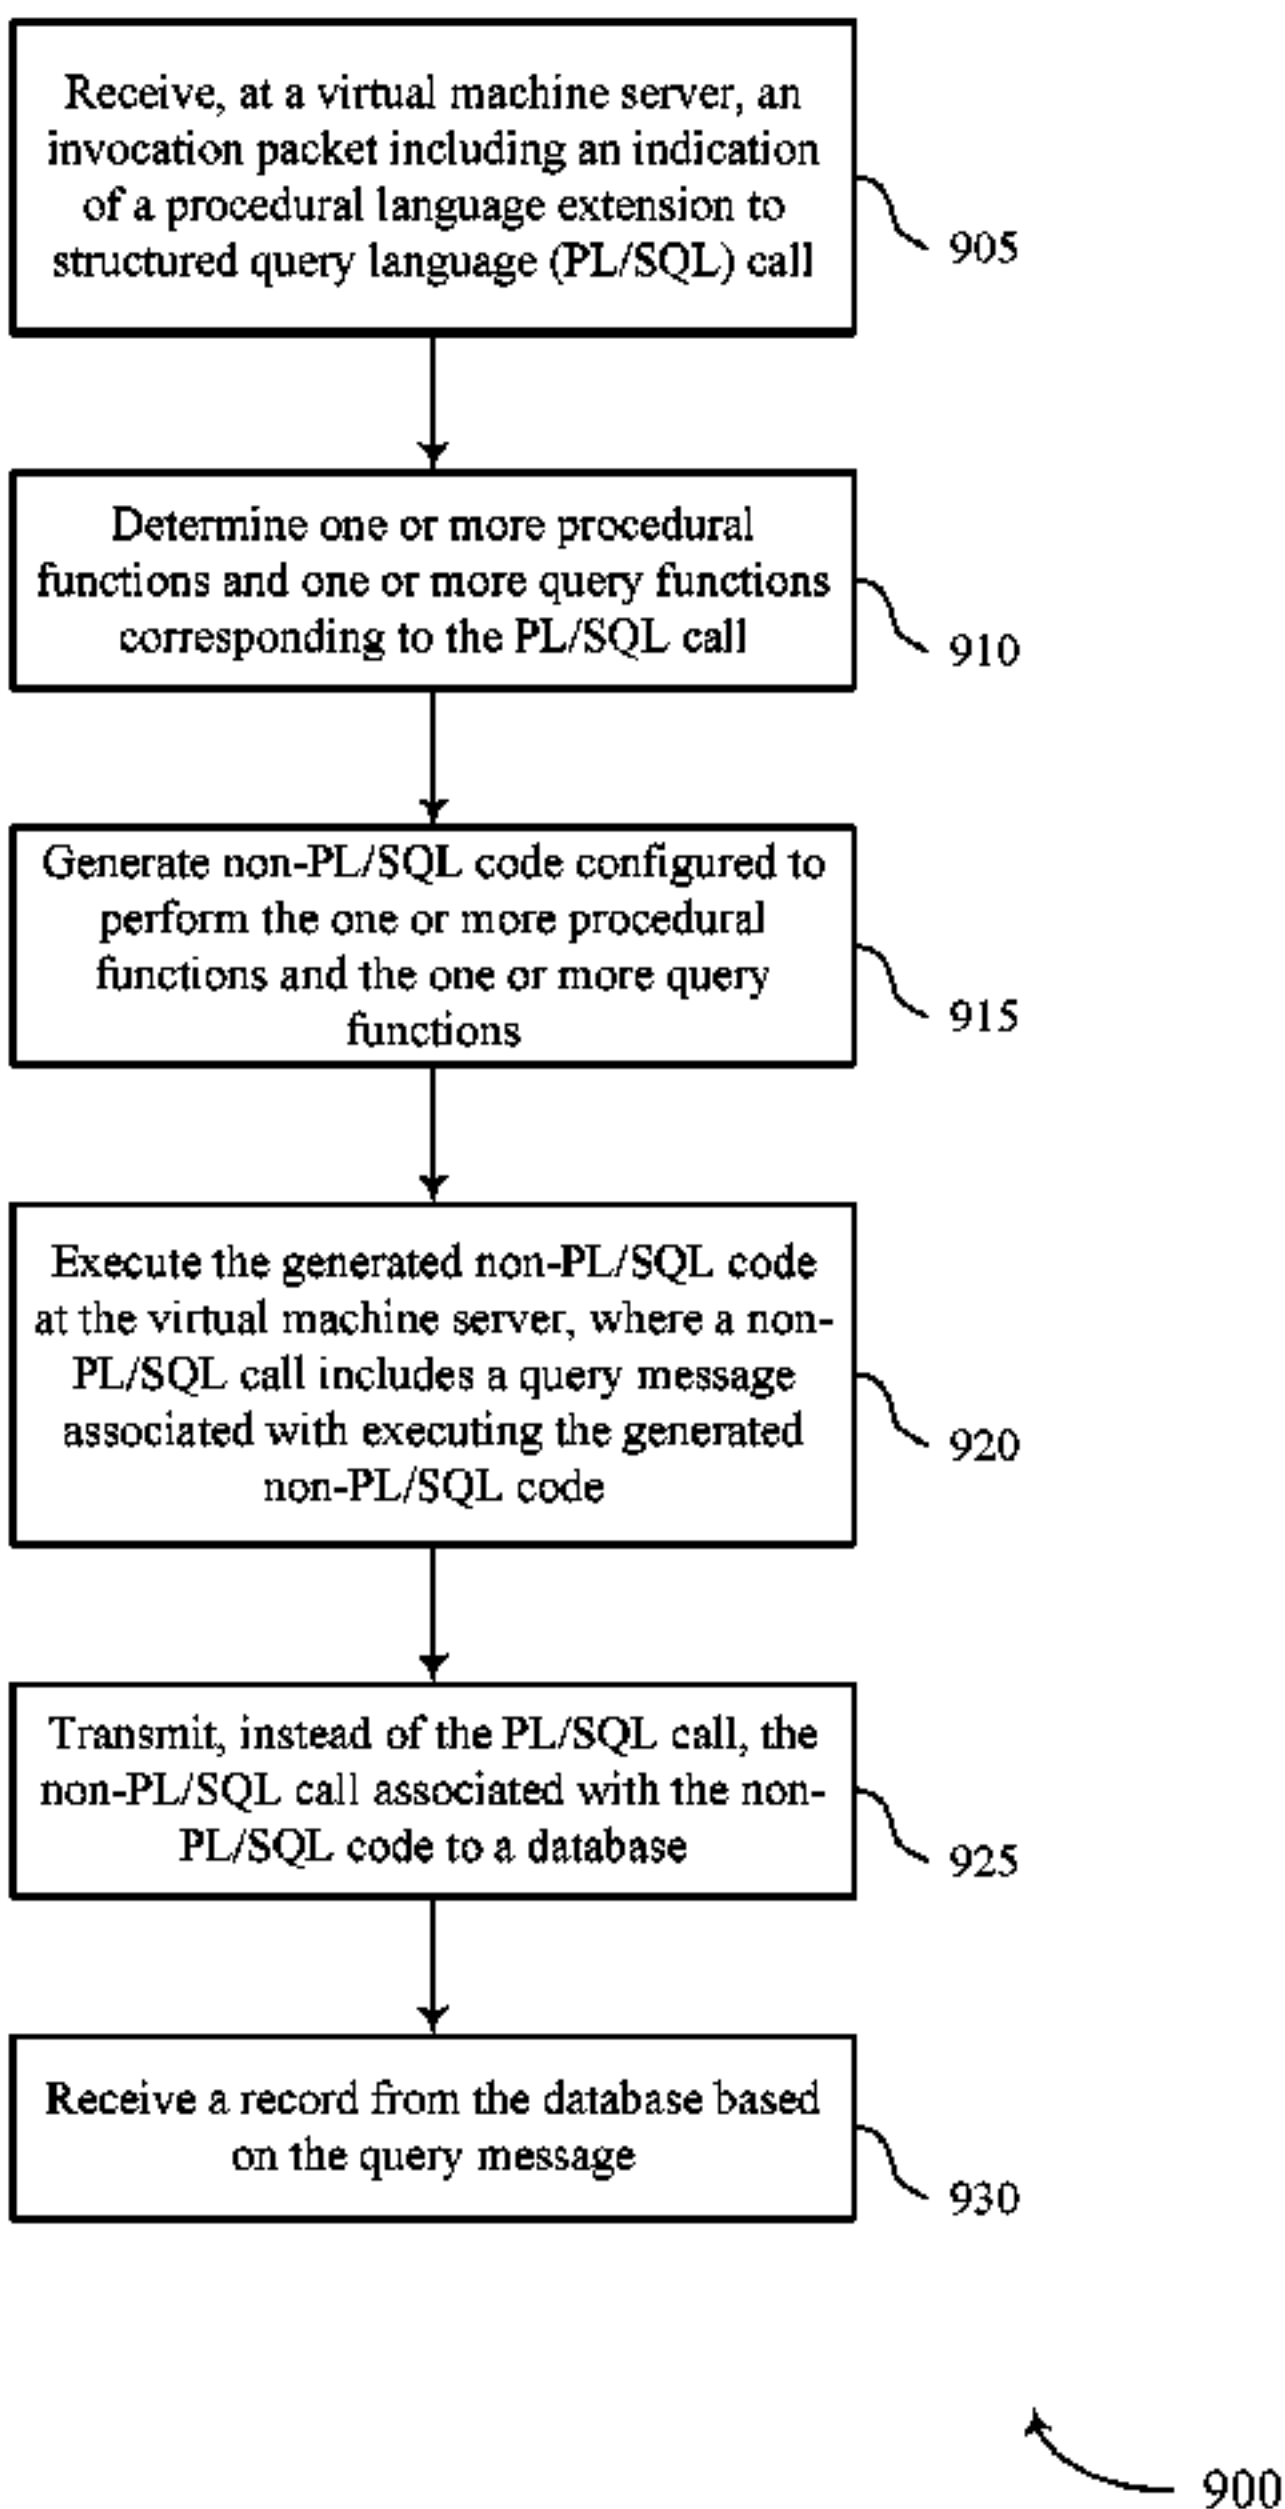 Receive, at a virtual machine server, an
invocation packet including an indication
of a procedural language extension to
structured query language (PL/SQL) call
905
Determine one or more procedural
functions and one or more query functions
corresponding to the PL/SQL call
910
Generate non-PL/SQL code configured to
perform the one or more procedural
functions and the one or more query
functions
915
Execute the generated non-PL/SQL code
at the virtual machine server, where a non-
PL/SQL call includes a query message
associated with executing the generated
non-PL/SQL code
920
Transmit, instead of the PL/SQL call, the
non-PL/SQL call associated with the non-
PL/SQL code to a database
925
Receive a record from the database based
on the query message
930
900